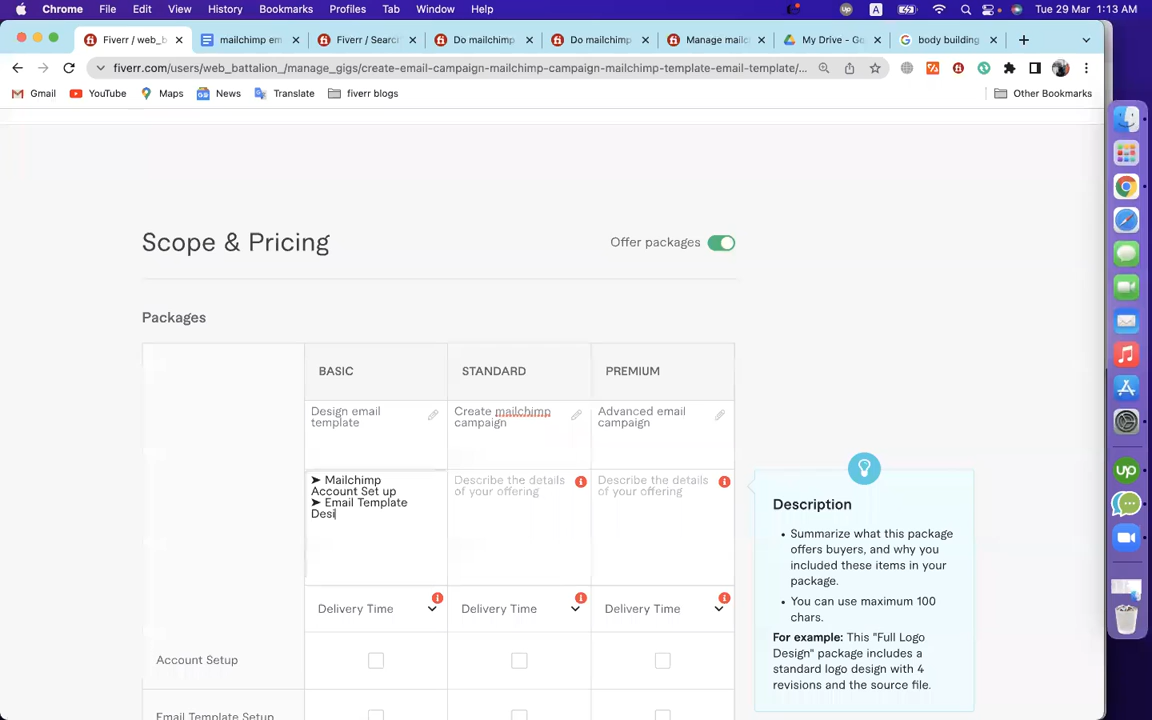 Chrome File Edit View History Bookmarks Profiles Tab Window Help
A
Tue 29 Mar 1:13 AM
Fiverr / web_b
mailchimp em
Fiverr / Searci
Do mailchimp
Do mailchimp
Manage mailc
My Drive - Go
body building
fiverr.com/users/web_battalion_/manage_gigs/create-email-campaign-mailchimp-campaign-mailchimp-template-email-template/...
Gmail YouTube Maps News Translate fiverr blogs Other Bookmarks
Scope & Pricing
Offer packages
Packages
BASIC STANDARD PREMIUM
Design email
template
Create mailchimp
campaign
Advanced email
campaign
➤ Mailchimp
Account Set up
➤ Email Template
Desi
Describe the details
of your offering
Describe the details
of your offering
Delivery Time Delivery Time Delivery Time
Account Setup
Email Template Setup
Description
• Summarize what this package
offers buyers, and why you
included these items in your
package.
• You can use maximum 100
chars.
For example: This "Full Logo
Design" package includes a
standard logo design with 4
revisions and the source file.
up